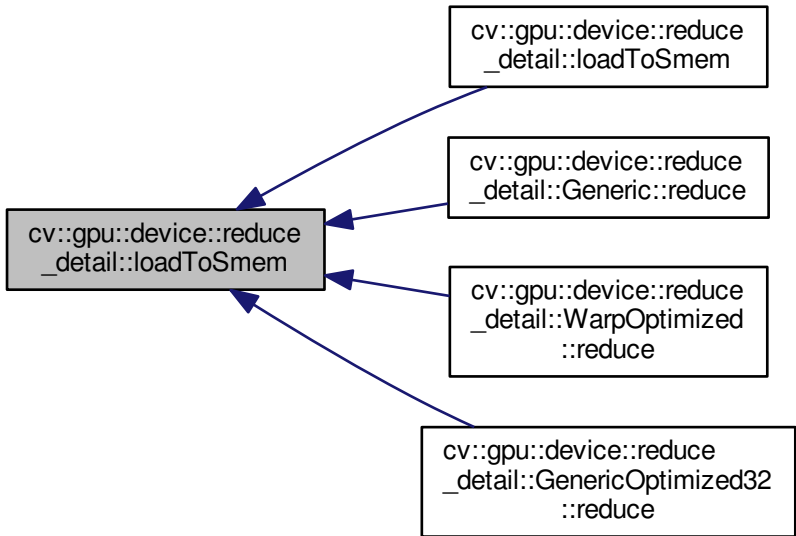 cv::gpu::device::reduce
_detail::loadToSmem
cv::gpu::device::reduce
_detail::Generic::reduce
cv::gpu::device::reduce
_detail::loadToSmem
cv::gpu::device::reduce
_detail::WarpOptimized
::reduce
cv::gpu::device::reduce
_detail::GenericOptimized32
::reduce